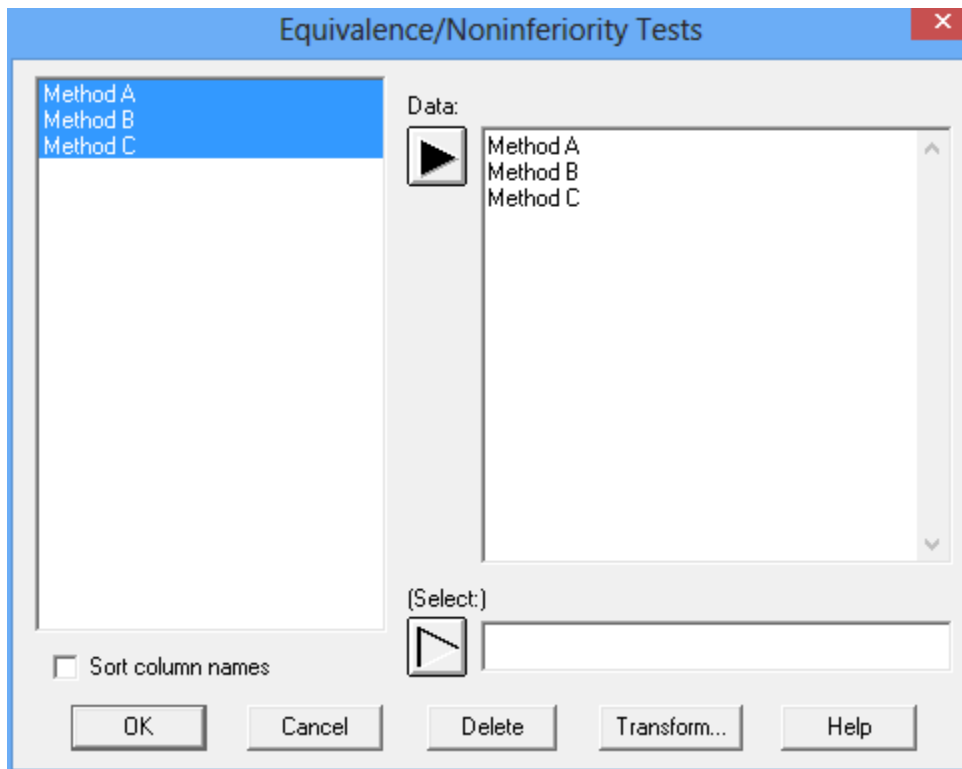 Equivalence/Noninferiority Tests
Method A
Method B
Method C
Data:
Method A
Method B
Method C
(Select:)
Sort column names
OK
Cancel
Delete
Transform...
Help